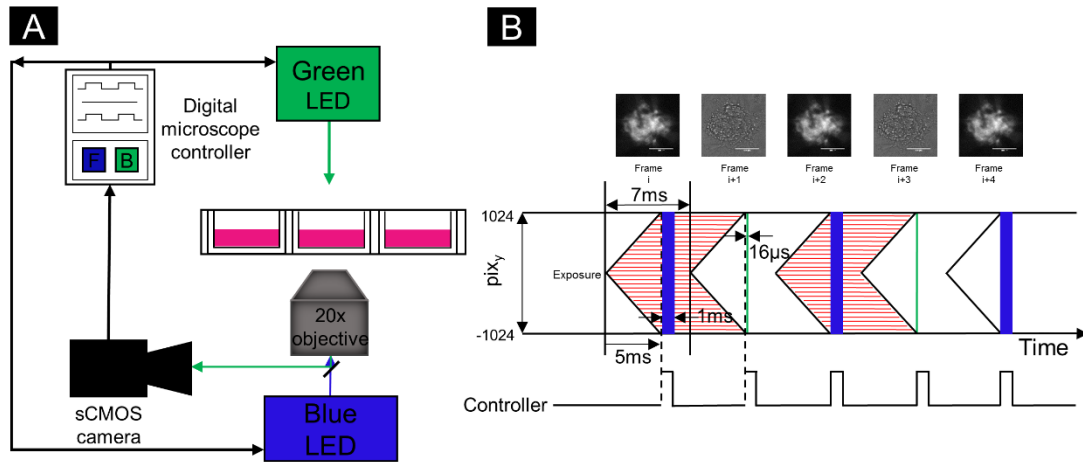 A
Green
LED
Digital
microscope
controller
F
B
20x
objective
sCMOS
camera
Blue
LED
B
Frame
i
Frame
i+1
Frame
i+2
Frame
i+3
Frame
i+4
7ms
1024
pixy
-1024
Exposure
16µs
1ms
5ms
Time
Controller